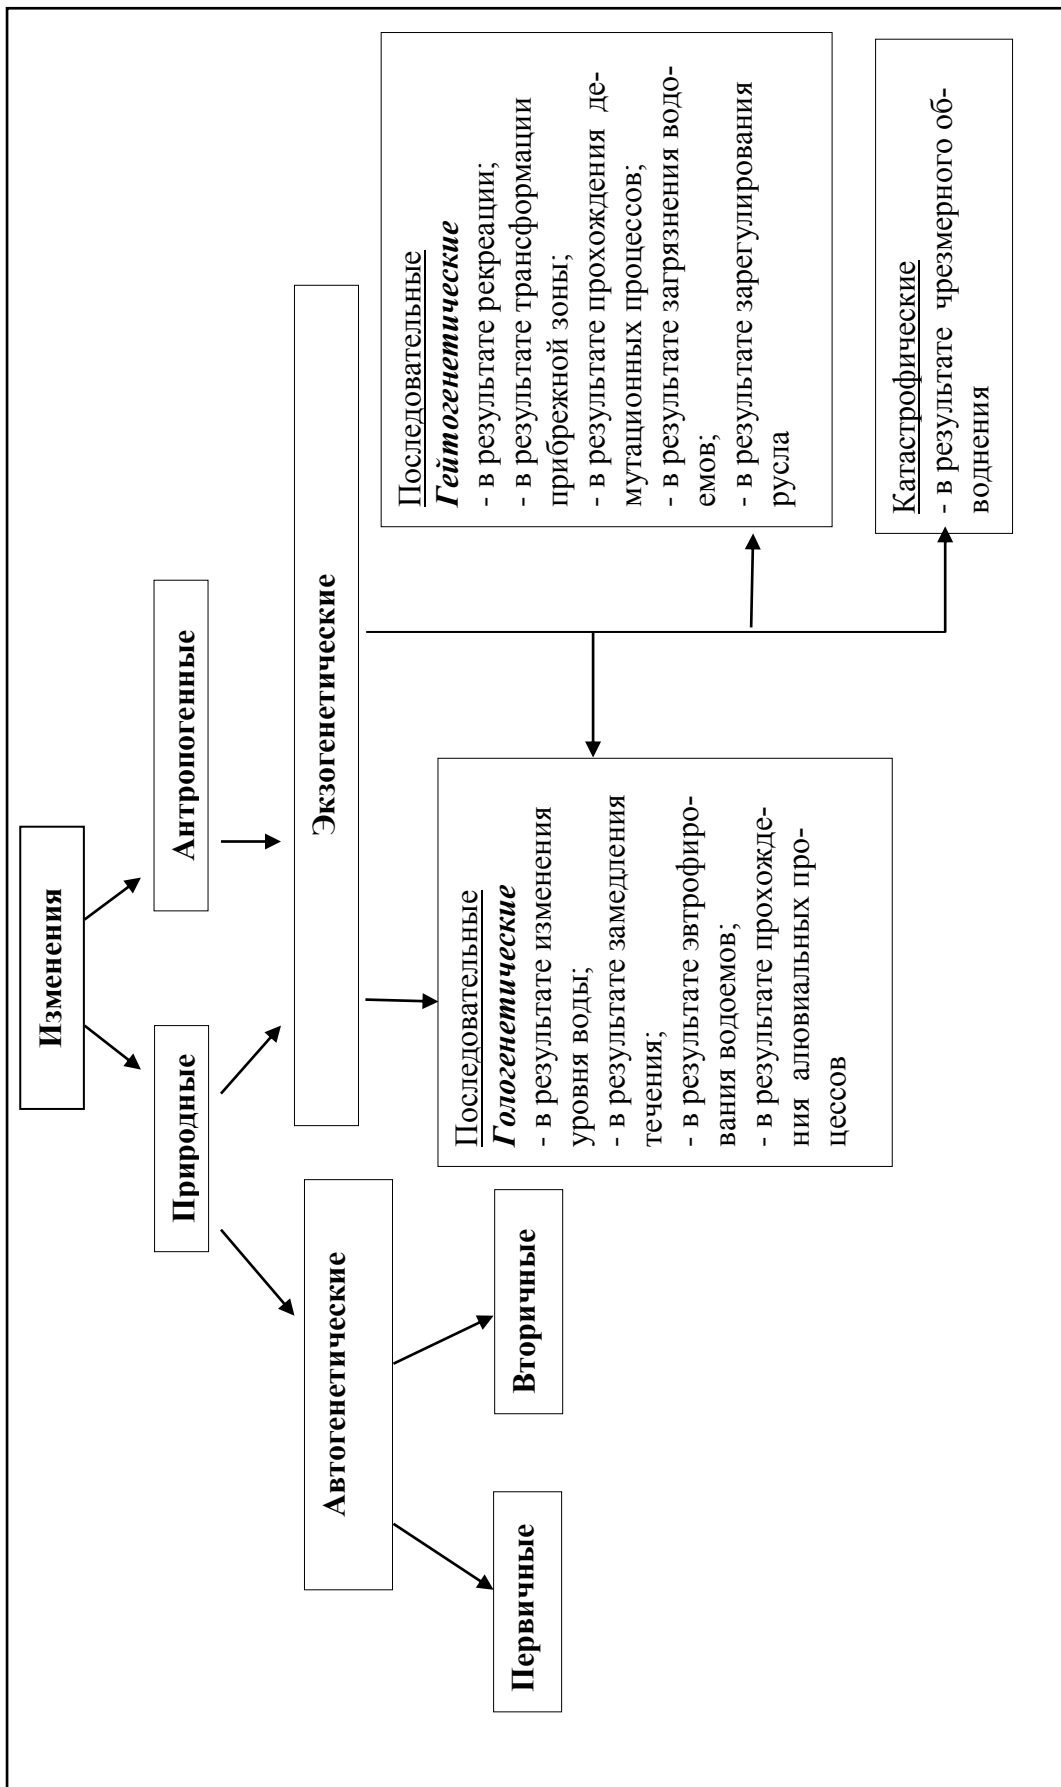 Изменения
Природные
Антропогенные
Автогенетические
Экзогенетические
Первичные
Вторичные
Последовательные
Гологенетические
- в результате изменения
уровня воды;
- в результате замедления
течения;
- в результате эвтрофиро-
вания водоемов;
- в результате прохожде-
ния алювиальных про-
цессов
Последовательные
Гейтогенетические
- в результате рекреации;
- в результате трансформации
прибрежной зоны;
- в результате прохождения де-
мутационных процессов;
- в результате загрязнения водо-
емов;
- в результате зарегулирования
русла
Катастрофические
- в результате чрезмерного об-
воднения